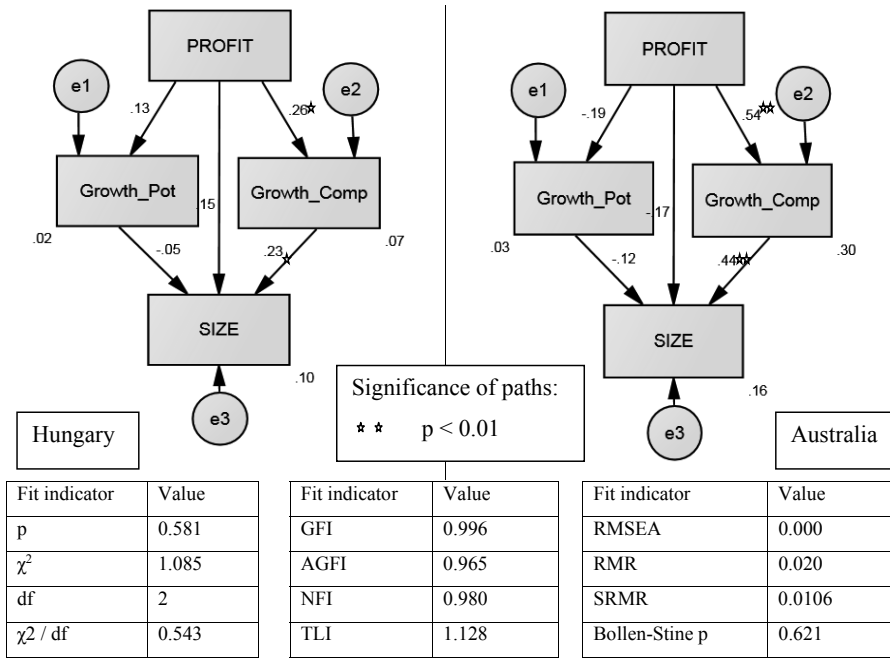 PROFIT
e1
e2
.13
.26☆
Growth_Pot
.15
Growth_Comp
.02
-.05
.23☆
.07
SIZE
.10
e3
Hungary
PROFIT
e1
e2
-.19
.54☆☆
Growth_Pot
-.17
Growth_Comp
.03
-.12
.44☆☆
.30
SIZE
.16
e3
Australia
Significance of paths:
☆ ☆ p < 0.01
Fit indicator Value
p 0.581
χ² 1.085
df 2
χ2 / df 0.543
Fit indicator Value
GFI 0.996
AGFI 0.965
NFI 0.980
TLI 1.128
Fit indicator Value
RMSEA 0.000
RMR 0.020
SRMR 0.0106
Bollen-Stine p 0.621